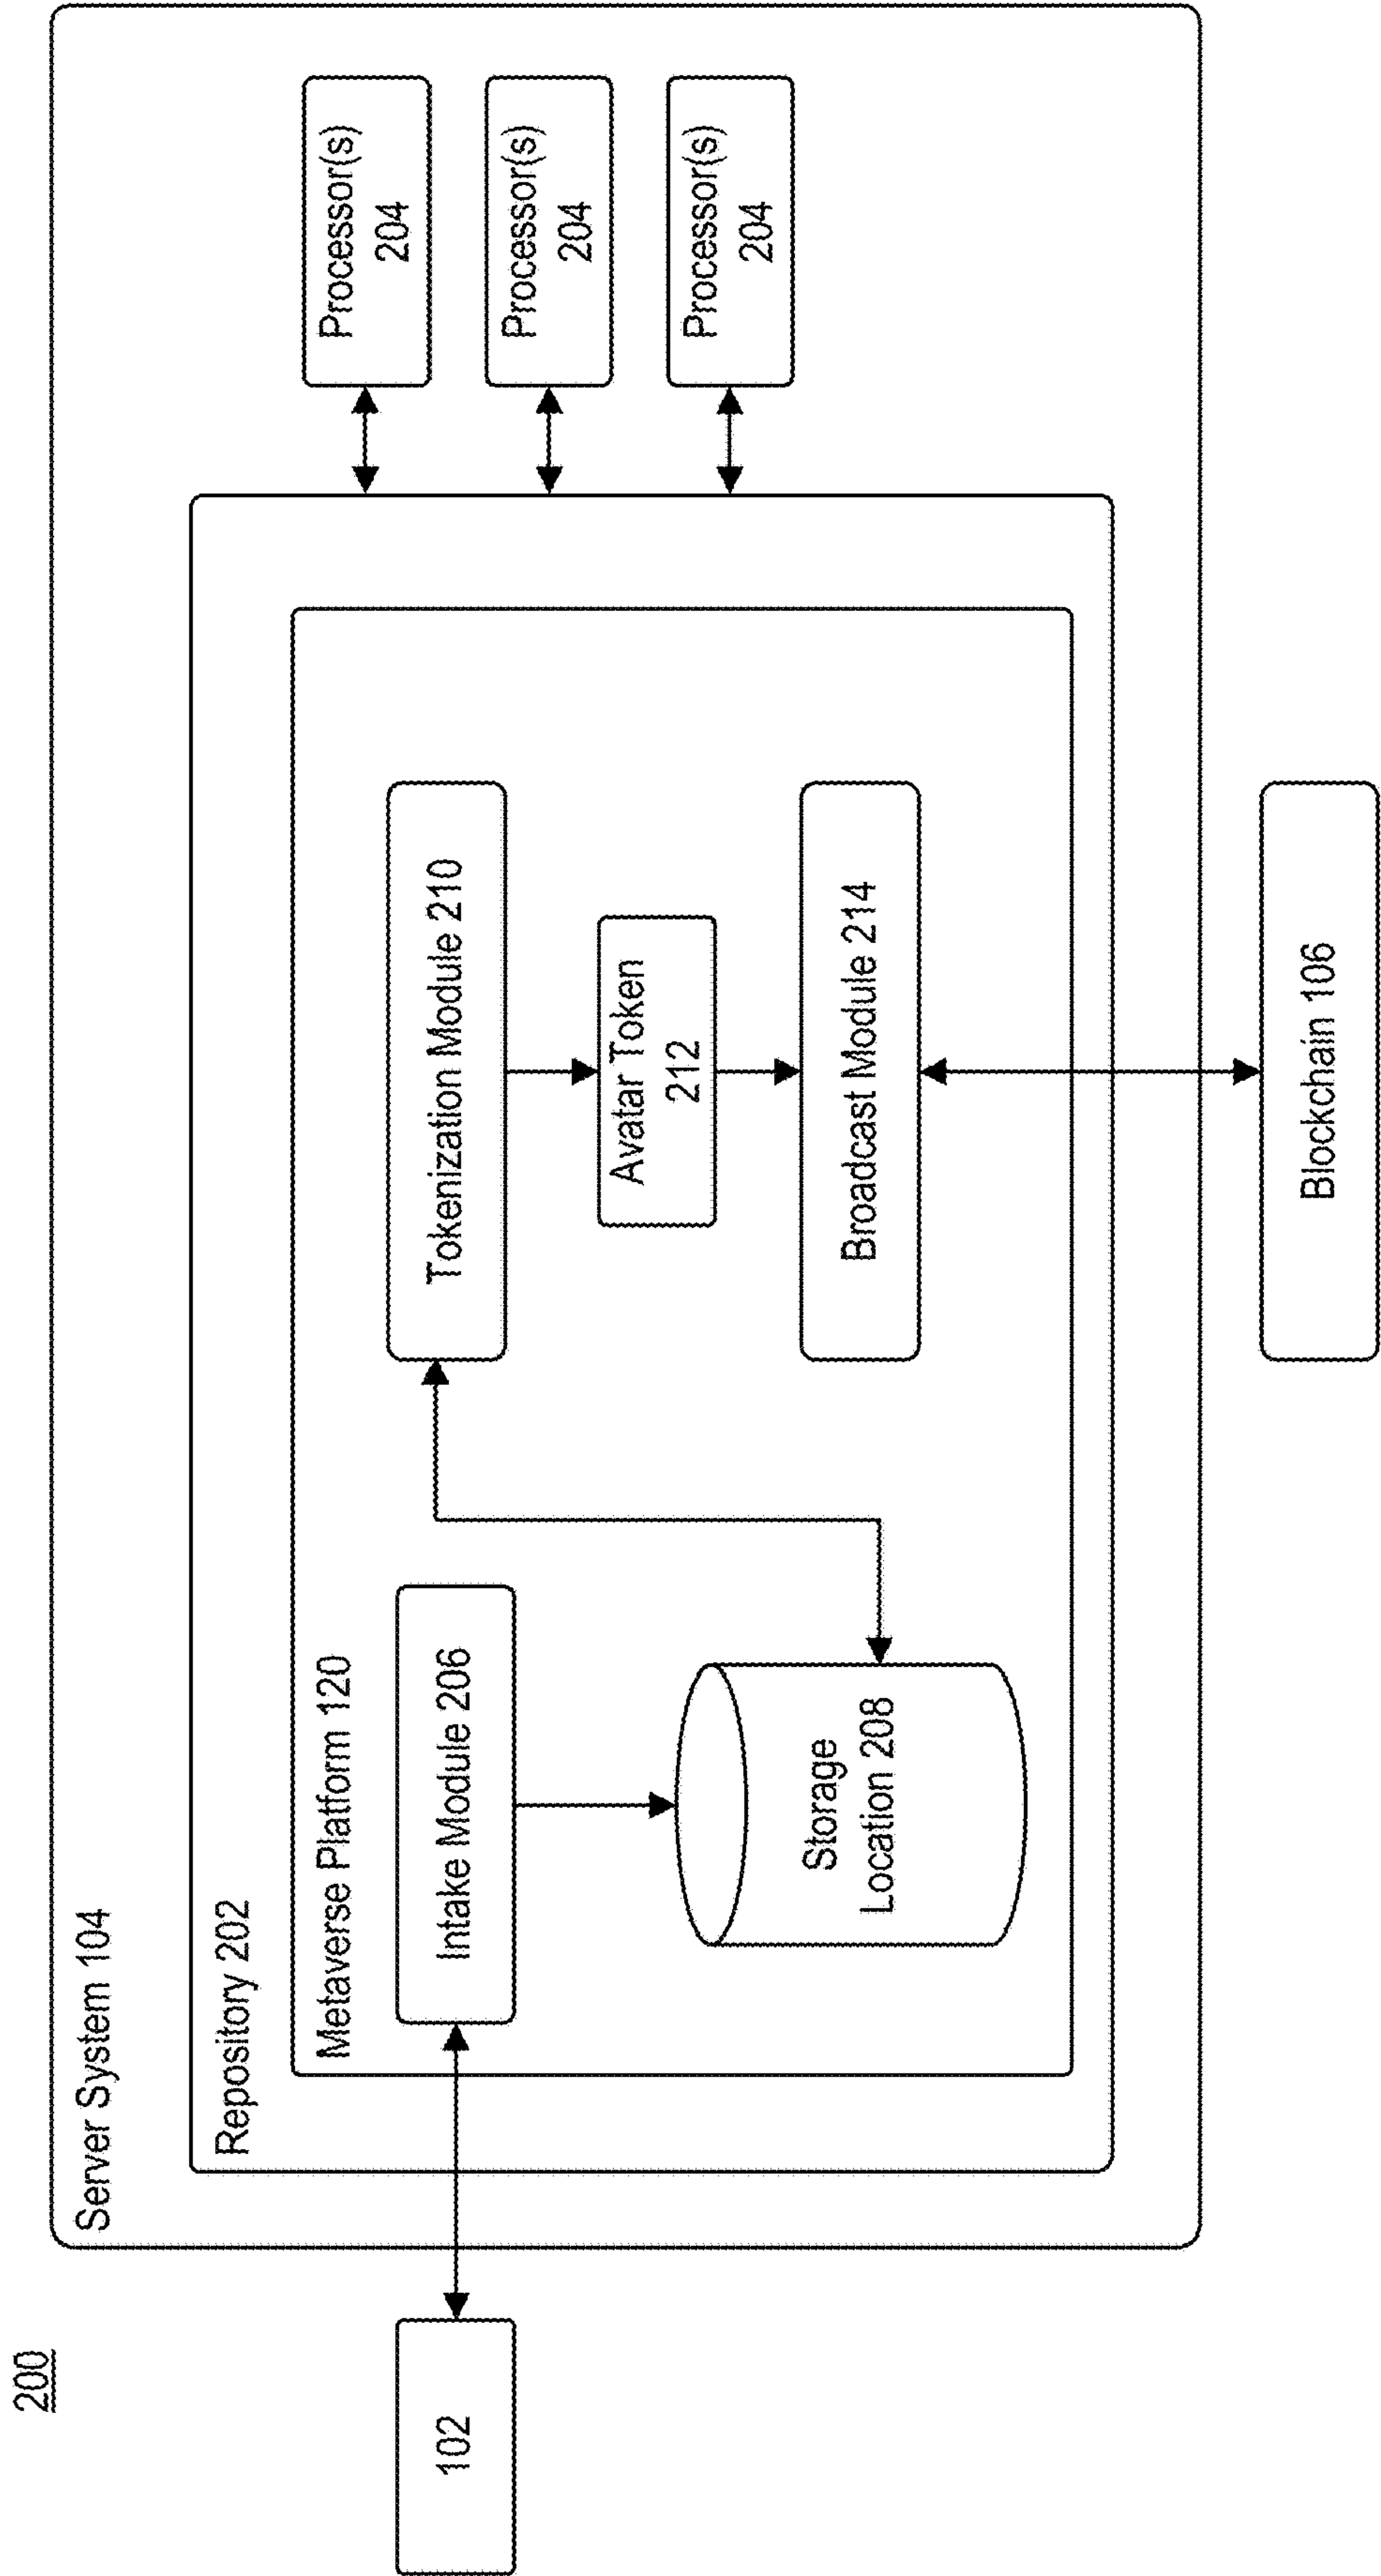 200
Server System 104
Repository 202
Metaverse Platform 120
102
Intake Module 206
Storage
Location 208
Tokenization Module 210
Avatar Token
212
Broadcast Module 214
Processor(s)
204
Processor(s)
204
Processor(s)
204
Blockchain 106